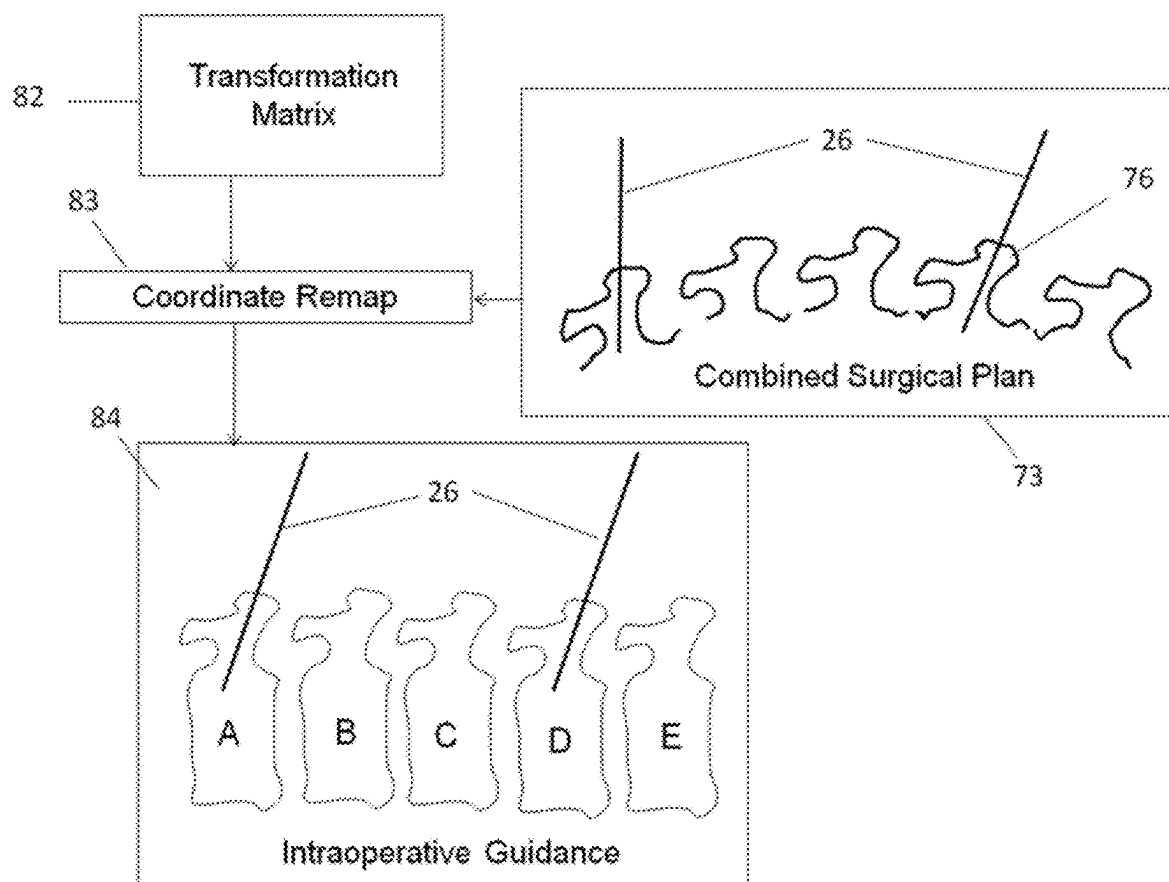 82
Transformation
Matrix
83
Coordinate Remap
26
76
Combined Surgical Plan
73
84
26
A
B
C
D
E
Intraoperative Guidance